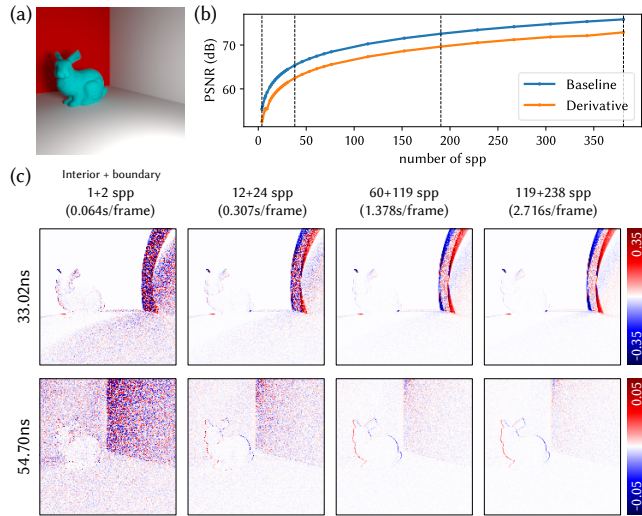 (a)
(b)
70
60
PSNR (dB)
Baseline
Derivative
0 50 100 150 200 250 300 350
number of spp
(c)
Interior + boundary
1+2 spp
(0.064s/frame)
12+24 spp
(0.307s/frame)
60+119 spp
(1.378s/frame)
119+238 spp
(2.716s/frame)
33.02ns
0.35
-0.35
54.70ns
0.05
-0.05